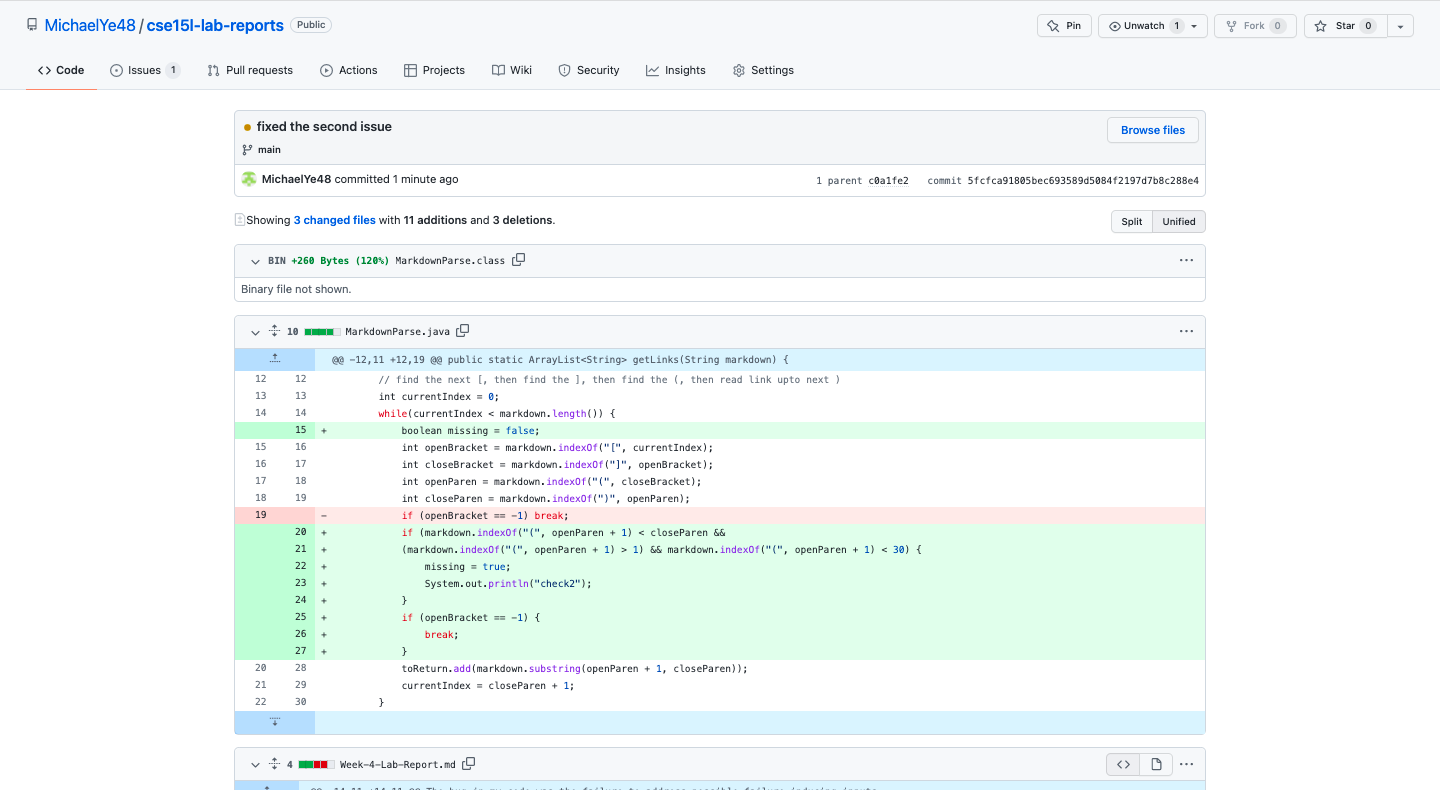 MichaelYe48 / cse15l-lab-reports Public
Pin Unwatch 1 Fork 0 Star 0
Code Issues 1 Pull requests Actions Projects Wiki Security Insights Settings
fixed the second issue
Browse files
main
MichaelYe48 committed 1 minute ago 1 parent c0a1fe2 commit 5fcfca91805bec693589d5084f2197d7b8c288e4
Showing 3 changed files with 11 additions and 3 deletions.
Split Unified
BIN +260 Bytes (120%) MarkdownParse.class
Binary file not shown.
10 MarkdownParse.java
@@ -12,11 +12,19 @@ public static ArrayList<String> getLinks(String markdown) {
12 12 // find the next [, then find the ], then find the (, then read link upto next )
13 13 int currentIndex = 0;
14 14 while(currentIndex < markdown.length()) {
15 + boolean missing = false;
15 16 int openBracket = markdown.indexOf("[", currentIndex);
16 17 int closeBracket = markdown.indexOf("]", openBracket);
17 18 int openParen = markdown.indexOf("(", closeBracket);
18 19 int closeParen = markdown.indexOf(")", openParen);
19 - if (openBracket == -1) break;
20 + if (markdown.indexOf("(", openParen + 1) < closeParen &&
21 + (markdown.indexOf("(", openParen + 1) > 1) && markdown.indexOf("(", openParen + 1) < 30) {
22 + missing = true;
23 + System.out.println("check2");
24 + }
25 + if (openBracket == -1) {
26 + break;
27 + }
20 28 toReturn.add(markdown.substring(openParen + 1, closeParen));
21 29 currentIndex = closeParen + 1;
22 30 }
4 Week-4-Lab-Report.md